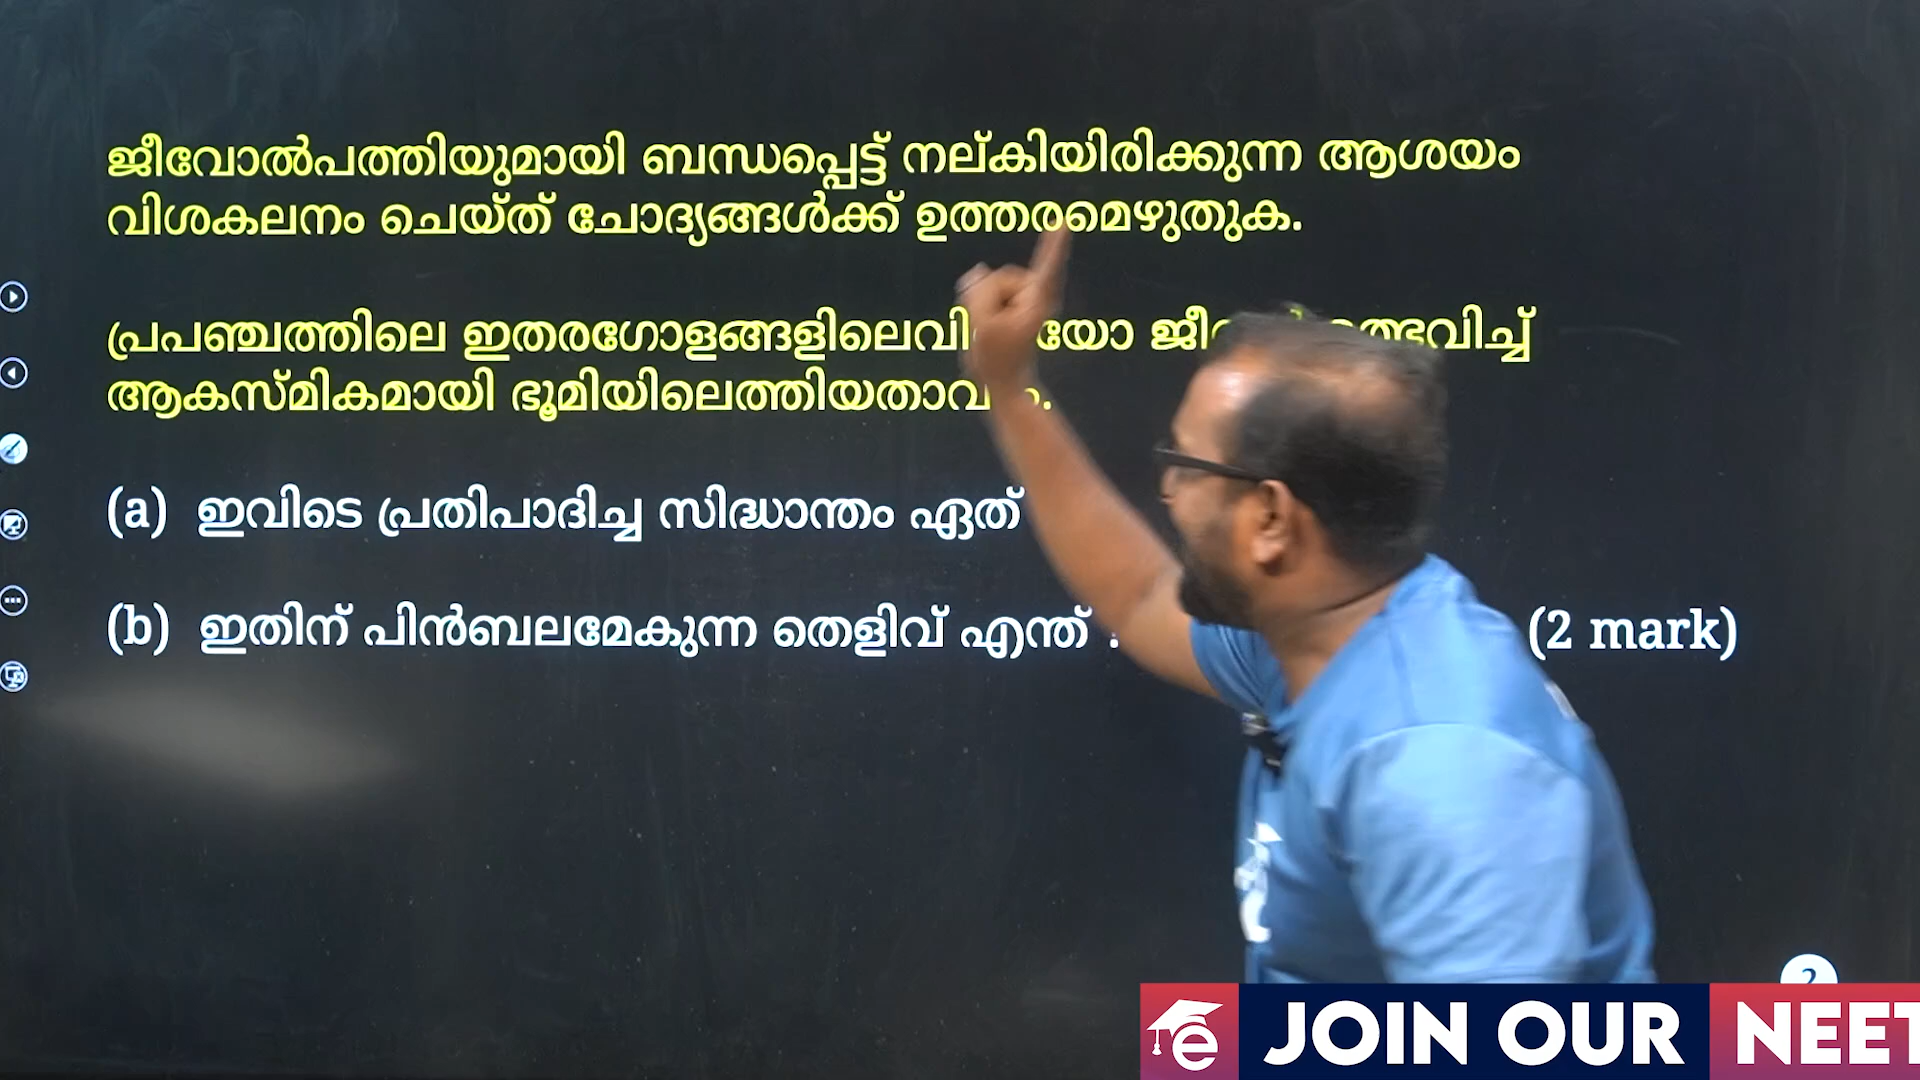 ജീവോൽപത്തിയുമായി ബന്ധപ്പെട്ട് നല്കിയിരിക്കുന്ന ആശയം
വിശകലനം ചെയ്ത് ചോദ്യങ്ങൾക്ക് ഉത്തരമെഴുതുക.
പ്രപഞ്ചത്തിലെ ഇതരഗോളങ്ങളിലെ
ആകസ്മികമായി ഭൂമിയിലെത്തിയതാവ
(a) ഇവിടെ പ്രതിപാദിച്ച സിദ്ധാന്തം ഏത്
(b) ഇതിന് പിൻബലമേകുന്ന തെളിവ് എന്ത് (2 mark)
2
e JOIN OUR NEET